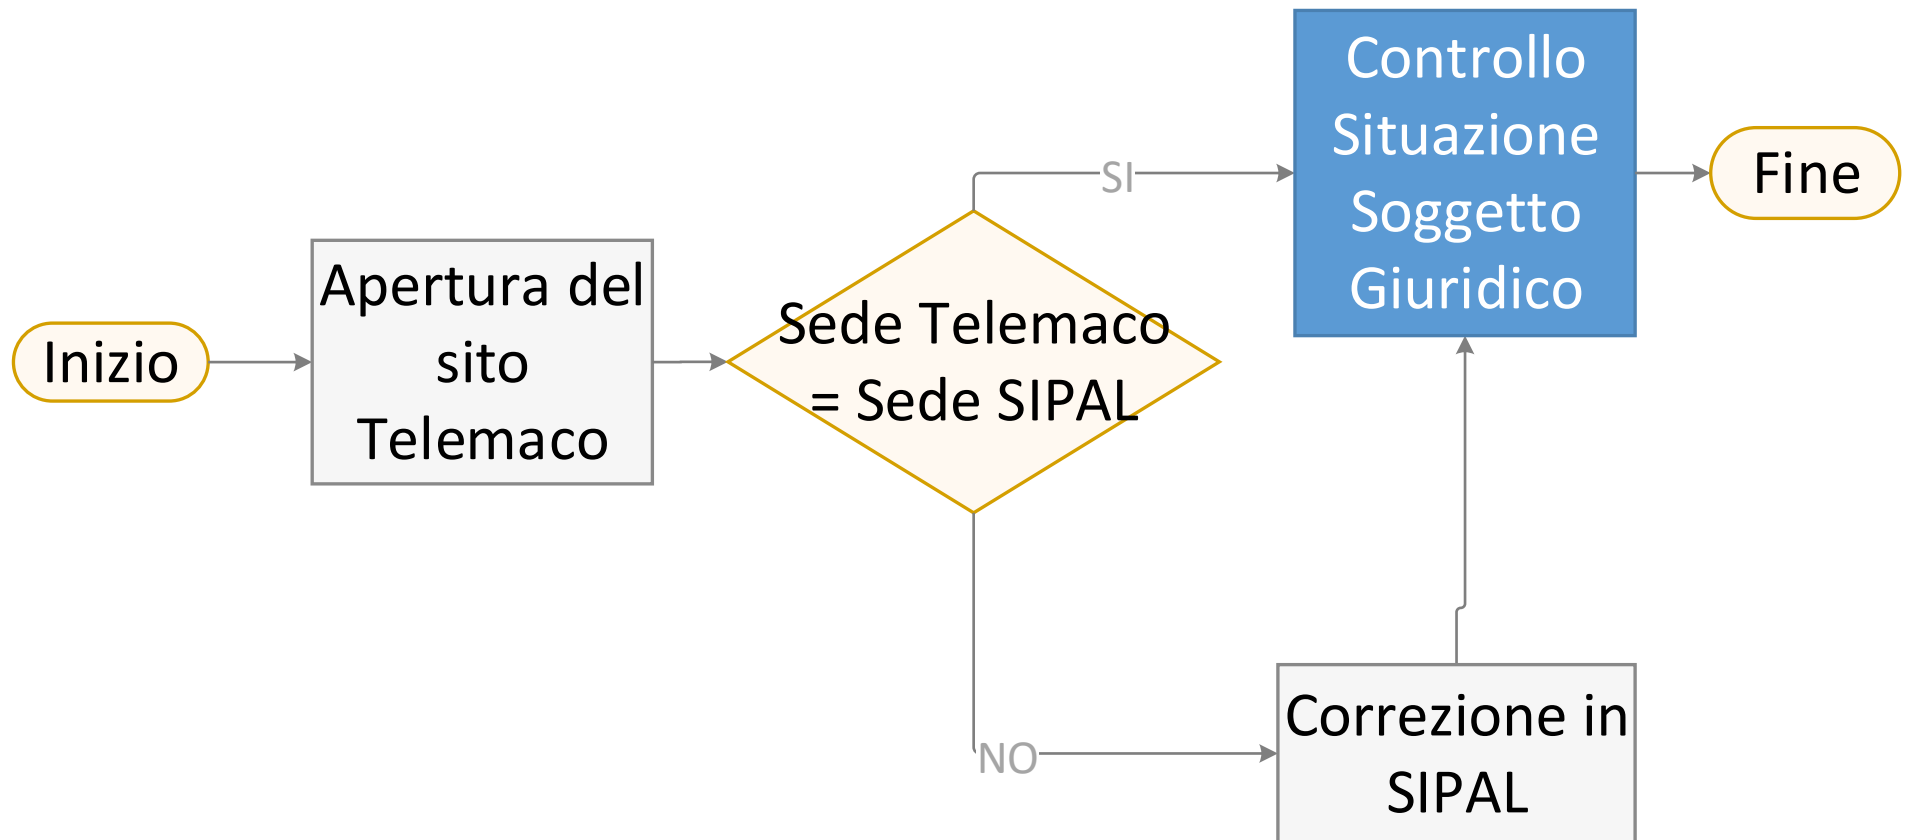 Inizio
Apertura del
sito
Telemaco
Sede Telemaco
= Sede SIPAL
SI
Controllo
Situazione
Soggetto
Giuridico
Fine
NO
Correzione in
SIPAL